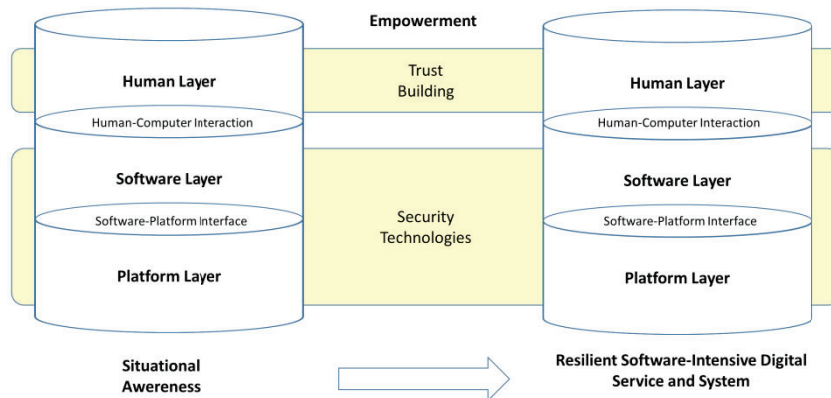 Empowerment
Human Layer
Trust
Building
Human Layer
Human-Computer Interaction
Human-Computer Interaction
Software Layer
Software Layer
Software-Platform Interface
Security
Technologies
Software-Platform Interface
Platform Layer
Platform Layer
Situational
Awereness
Resilient Software-Intensive Digital
Service and System